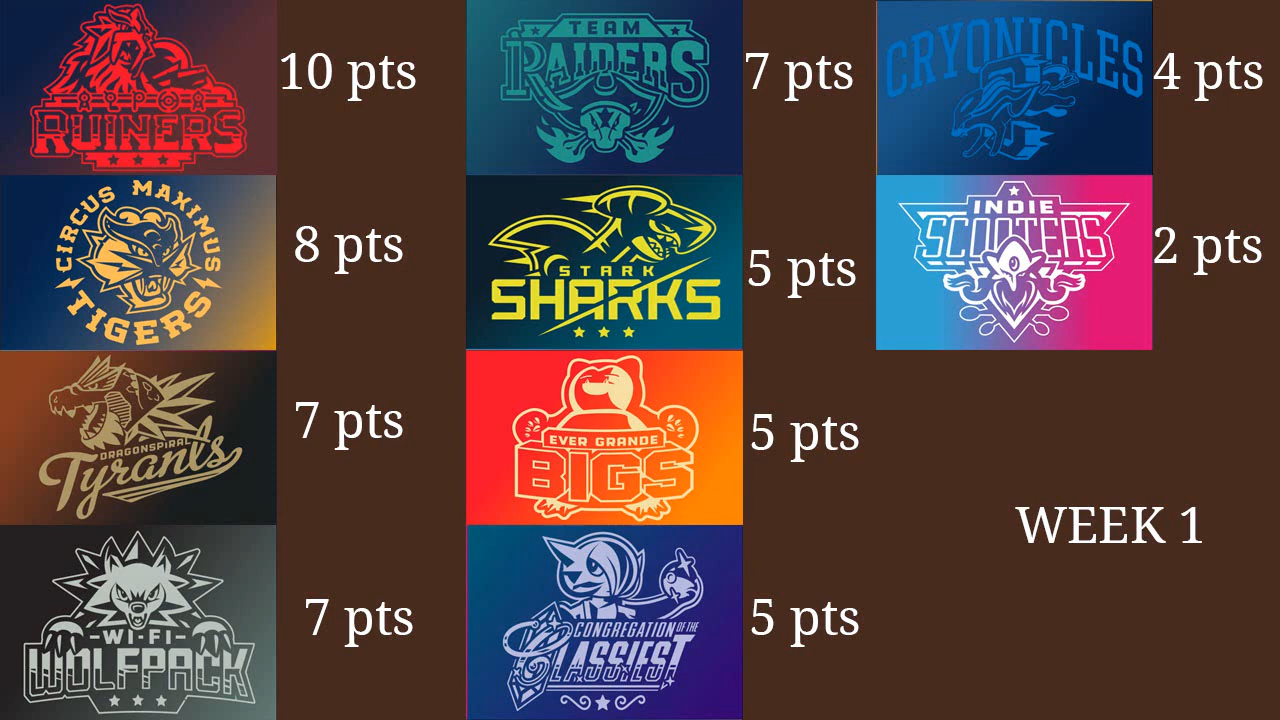 ALPHA
RUINERS
10 pts
CIRCUS MAXIMUS
TIGERS
8 pts
DRAGONSPIRAL
Tyrants
7 pts
WI-FI
WOLFPACK
7 pts
TEAM
RAIDERS
7 pts
STARK
SHARKS
5 pts
EVER GRANDE
BIGS
5 pts
CONGREGATION OF THE
CLASSIEST
5 pts
CRYONICLES
4 pts
INDIE
SCOOTERS
2 pts
WEEK 1